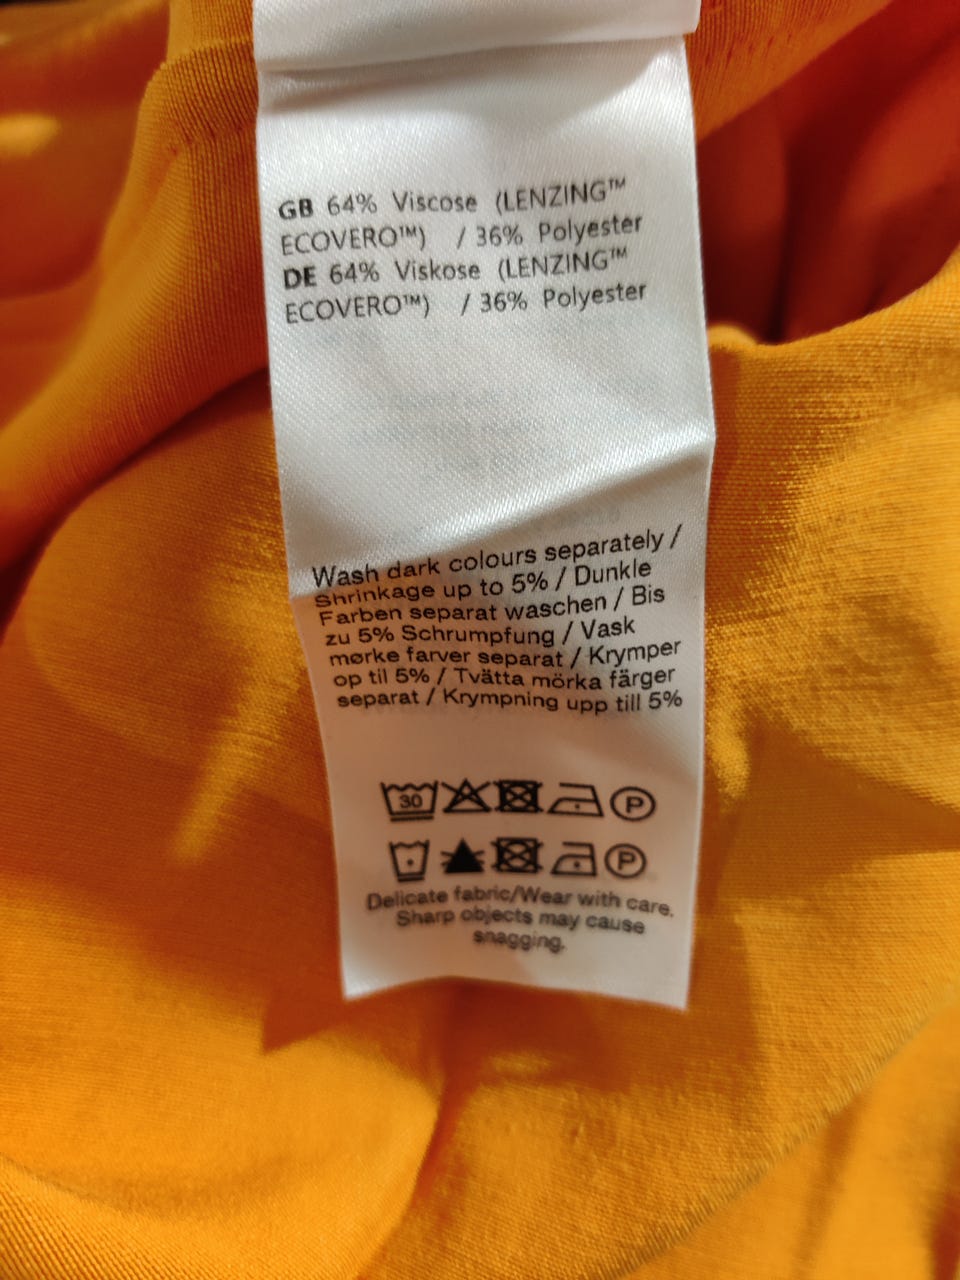 GB 64% Viscose (LENZING™
ECOVERO™) / 36% Polyester
DE 64% Viskose (LENZING™
ECOVERO™) / 36% Polyester
Wash dark colours separately /
Shrinkage up to 5% / Dunkle
Farben separat waschen / Bis
zu 5% Schrumpfung / Vask
mørke farver separat / Krymper
op til 5% / Tvätta mörka färger
separat / Krympning upp till 5%
30 P
P
Delicate fabric/Wear with care.
Sharp objects may cause
snagging.